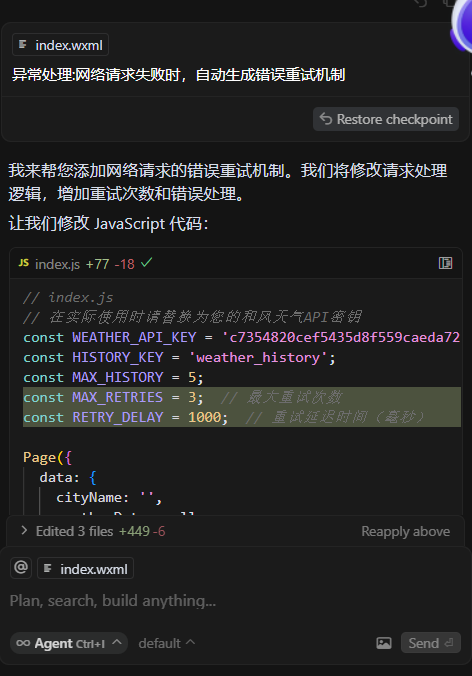 index.wxml
异常处理:网络请求失败时，自动生成错误重试机制
Restore checkpoint
我来帮您添加网络请求的错误重试机制。我们将修改请求处理
逻辑，增加重试次数和错误处理。
让我们修改 JavaScript 代码：
JS index.js +77 -18
// index.js
// 在实际使用时请替换为您的和风天气API密钥
const WEATHER_API_KEY = 'c7354820cef5435d8f559caeda72
const HISTORY_KEY = 'weather_history';
const MAX_HISTORY = 5;
const MAX_RETRIES = 3;  // 最大重试次数
const RETRY_DELAY = 1000;  // 重试延迟时间（毫秒）
Page({
data: {
cityName: '',
Edited 3 files +449 -6 Reapply above
@ index.wxml
Plan, search, build anything...
Agent Ctrl+I default Send